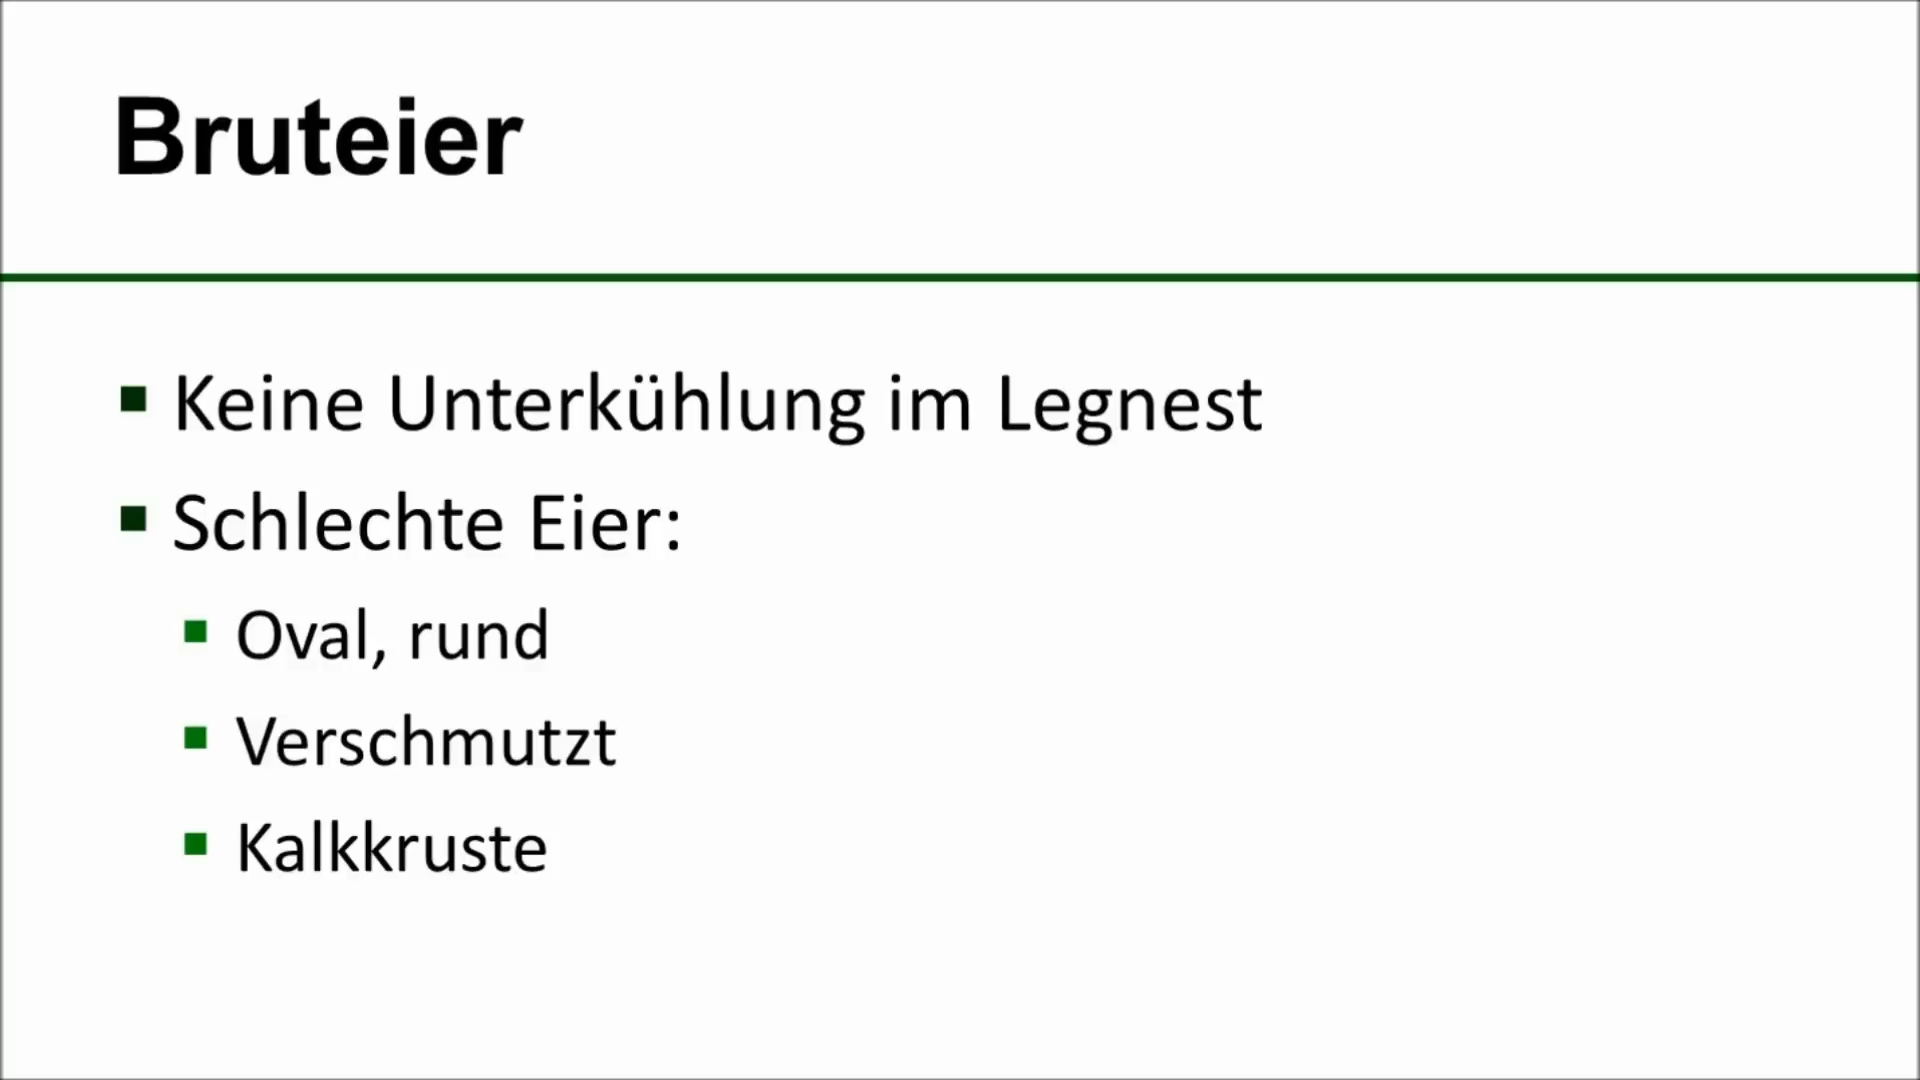 Bruteier
Keine Unterkühlung im Legnest
Schlechte Eier:
Oval, rund
Verschmutzt
Kalkkruste